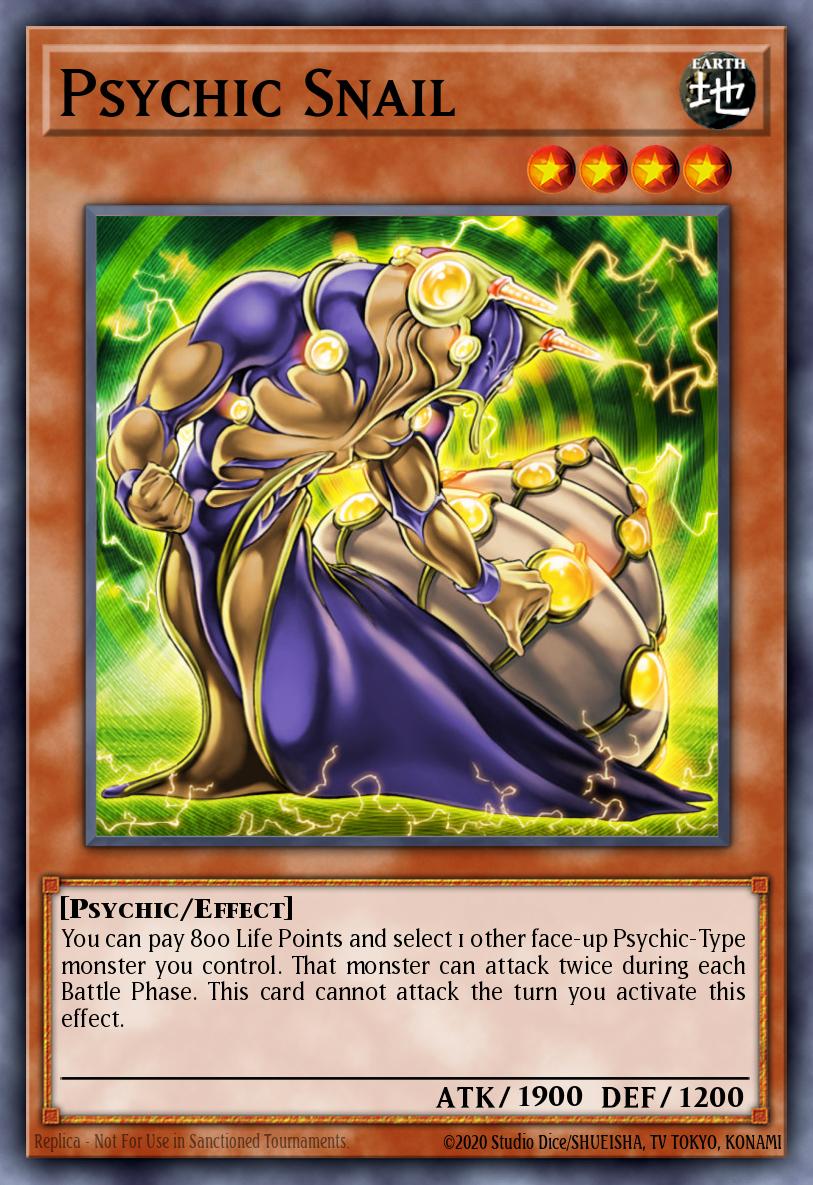 Psychic Snail
EARTH
地
[Psychic/Effect]
You can pay 800 Life Points and select 1 other face-up Psychic-Type
monster you control. That monster can attack twice during each
Battle Phase. This card cannot attack the turn you activate this
effect.
ATK/1900 DEF/1200
Replica - Not For Use in Sanctioned Tournaments.
©2020 Studio Dice/SHUEISHA, TV TOKYO, KONAMI